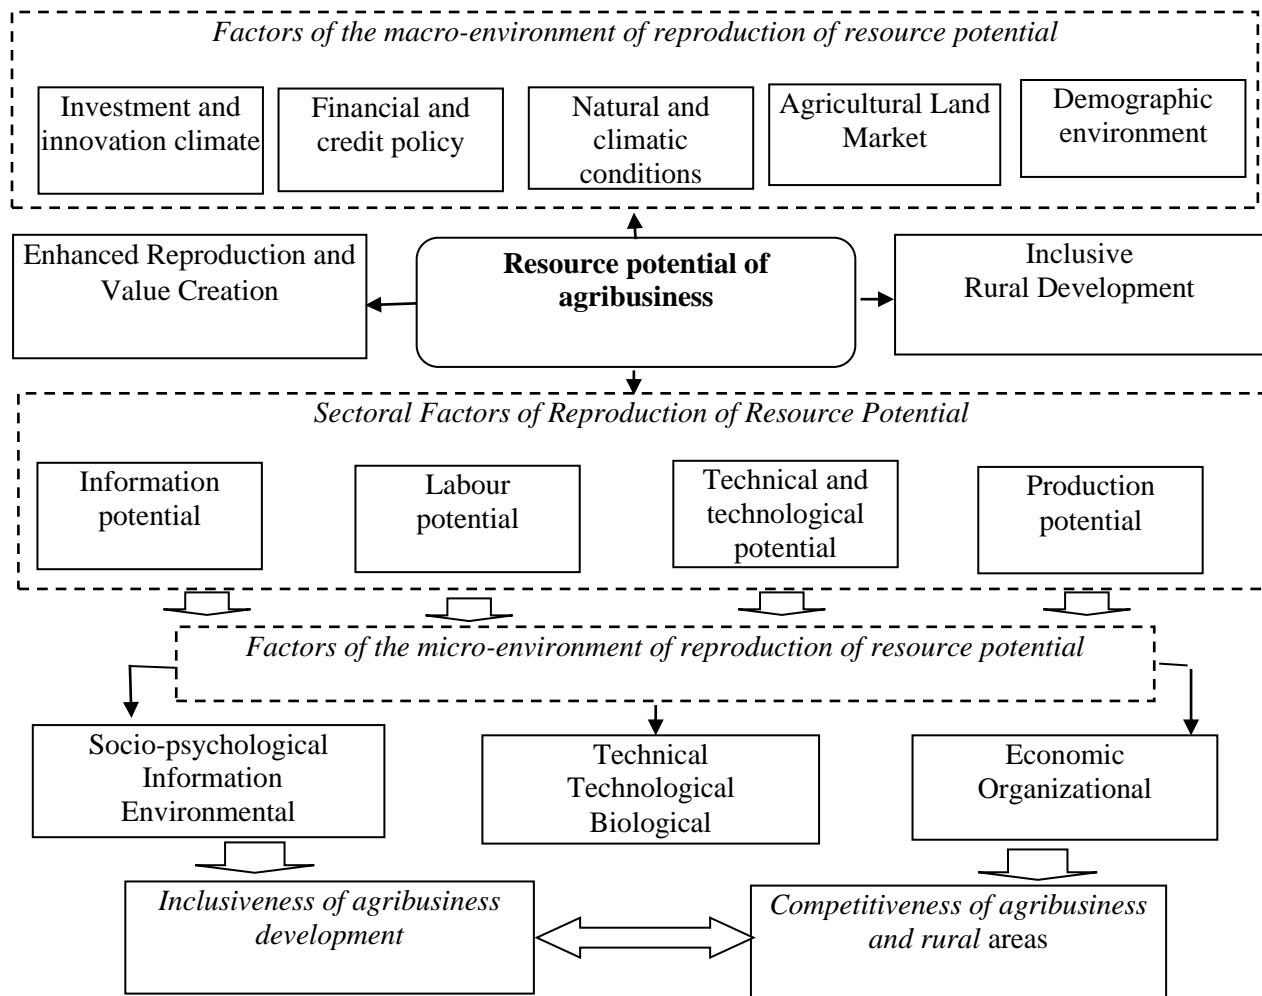 Factors of the macro-environment of reproduction of resource potential
Investment and
innovation climate
Financial and
credit policy
Natural and
climatic
conditions
Agricultural Land
Market
Demographic
environment
Enhanced Reproduction and
Value Creation
Resource potential of
agribusiness
Inclusive
Rural Development
Sectoral Factors of Reproduction of Resource Potential
Information
potential
Labour
potential
Technical and
technological
potential
Production
potential
Factors of the micro-environment of reproduction of resource potential
Socio-psychological
Information
Environmental
Technical
Technological
Biological
Economic
Organizational
Inclusiveness of agribusiness
development
Competitiveness of agribusiness
and rural areas